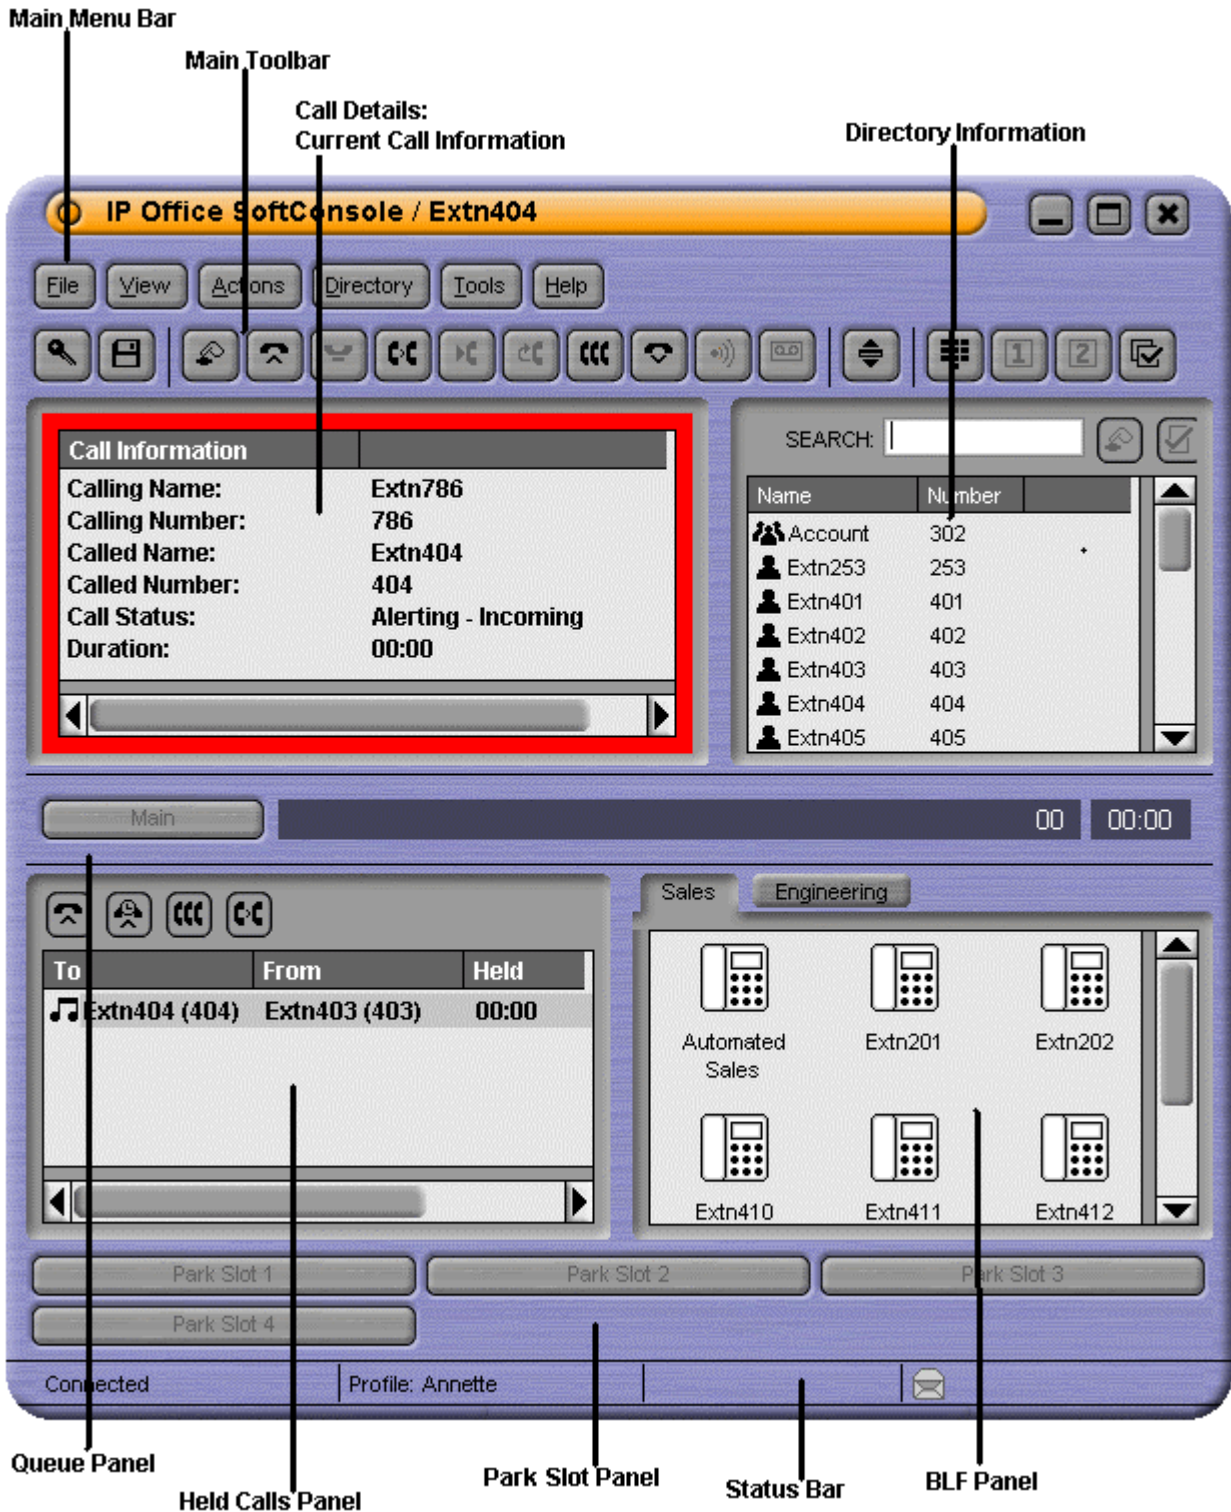 Main Menu Bar
Main Toolbar
Call Details:
Current Call Information
Directory Information
IP Office SoftConsole / Extn404
File View Actions Directory Tools Help
1 2
Call Information
Calling Name: Extn786
Calling Number: 786
Called Name: Extn404
Called Number: 404
Call Status: Alerting - Incoming
Duration: 00:00
SEARCH:
Name Number
Account 302
Extn253 253
Extn401 401
Extn402 402
Extn403 403
Extn404 404
Extn405 405
Main 00 00:00
To From Held
Extn404 (404) Extn403 (403) 00:00
Sales Engineering
Automated Sales
Extn201
Extn202
Extn410
Extn411
Extn412
Park Slot 1 Park Slot 2 Park Slot 3
Park Slot 4
Connected Profile: Annette
Queue Panel
Held Calls Panel
Park Slot Panel
Status Bar
BLF Panel